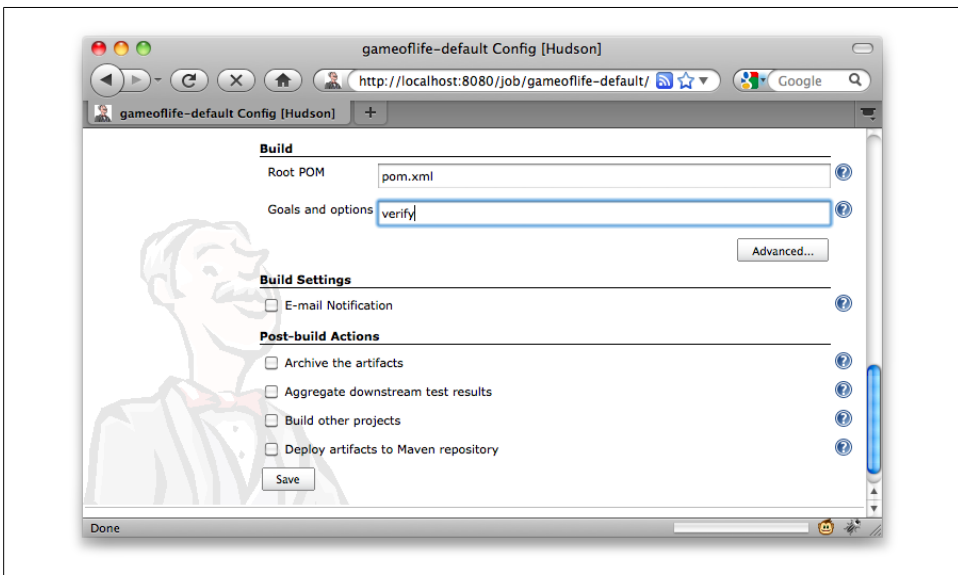 gameoflife-default Config [Hudson]
http://localhost:8080/job/gameoflife-default/
Google
gameoflife-default Config [Hudson]
+
Build
Root POM pom.xml
Goals and options verify
Advanced...
Build Settings
E-mail Notification
Post-build Actions
Archive the artifacts
Aggregate downstream test results
Build other projects
Deploy artifacts to Maven repository
Save
Done